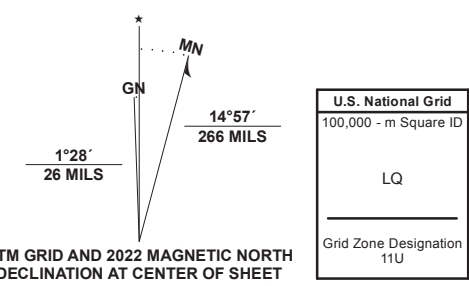 ★
MN
GN
14°57´
266 MILS
1°28´
26 MILS
TM GRID AND 2022 MAGNETIC NORTH
DECLINATION AT CENTER OF SHEET
U.S. National Grid
100,000 - m Square ID
LQ
Grid Zone Designation
11U